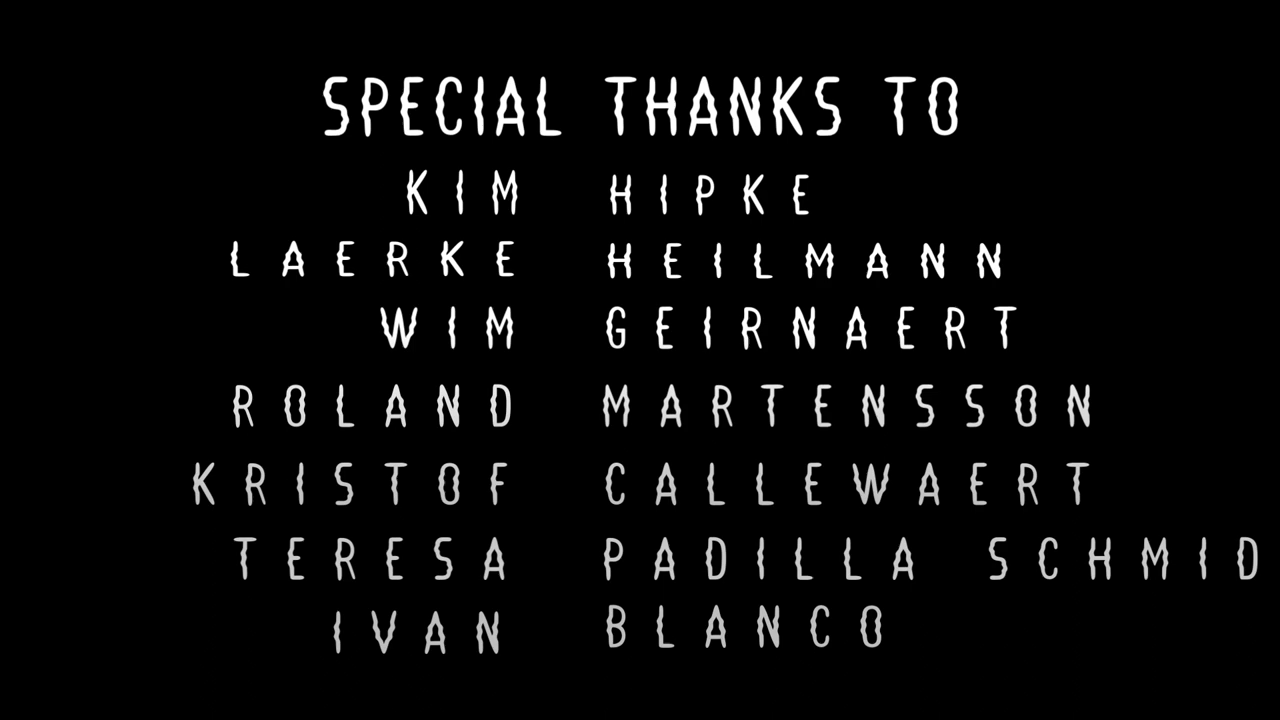 SPECIAL THANKS TO
KIM HIPKE
LAERKE HEILMANN
WIM GEIRNAERT
ROLAND MARTENSSON
KRISTOF CALLEWAERT
TERESA PADILLA SCHMID
IVAN BLANCO